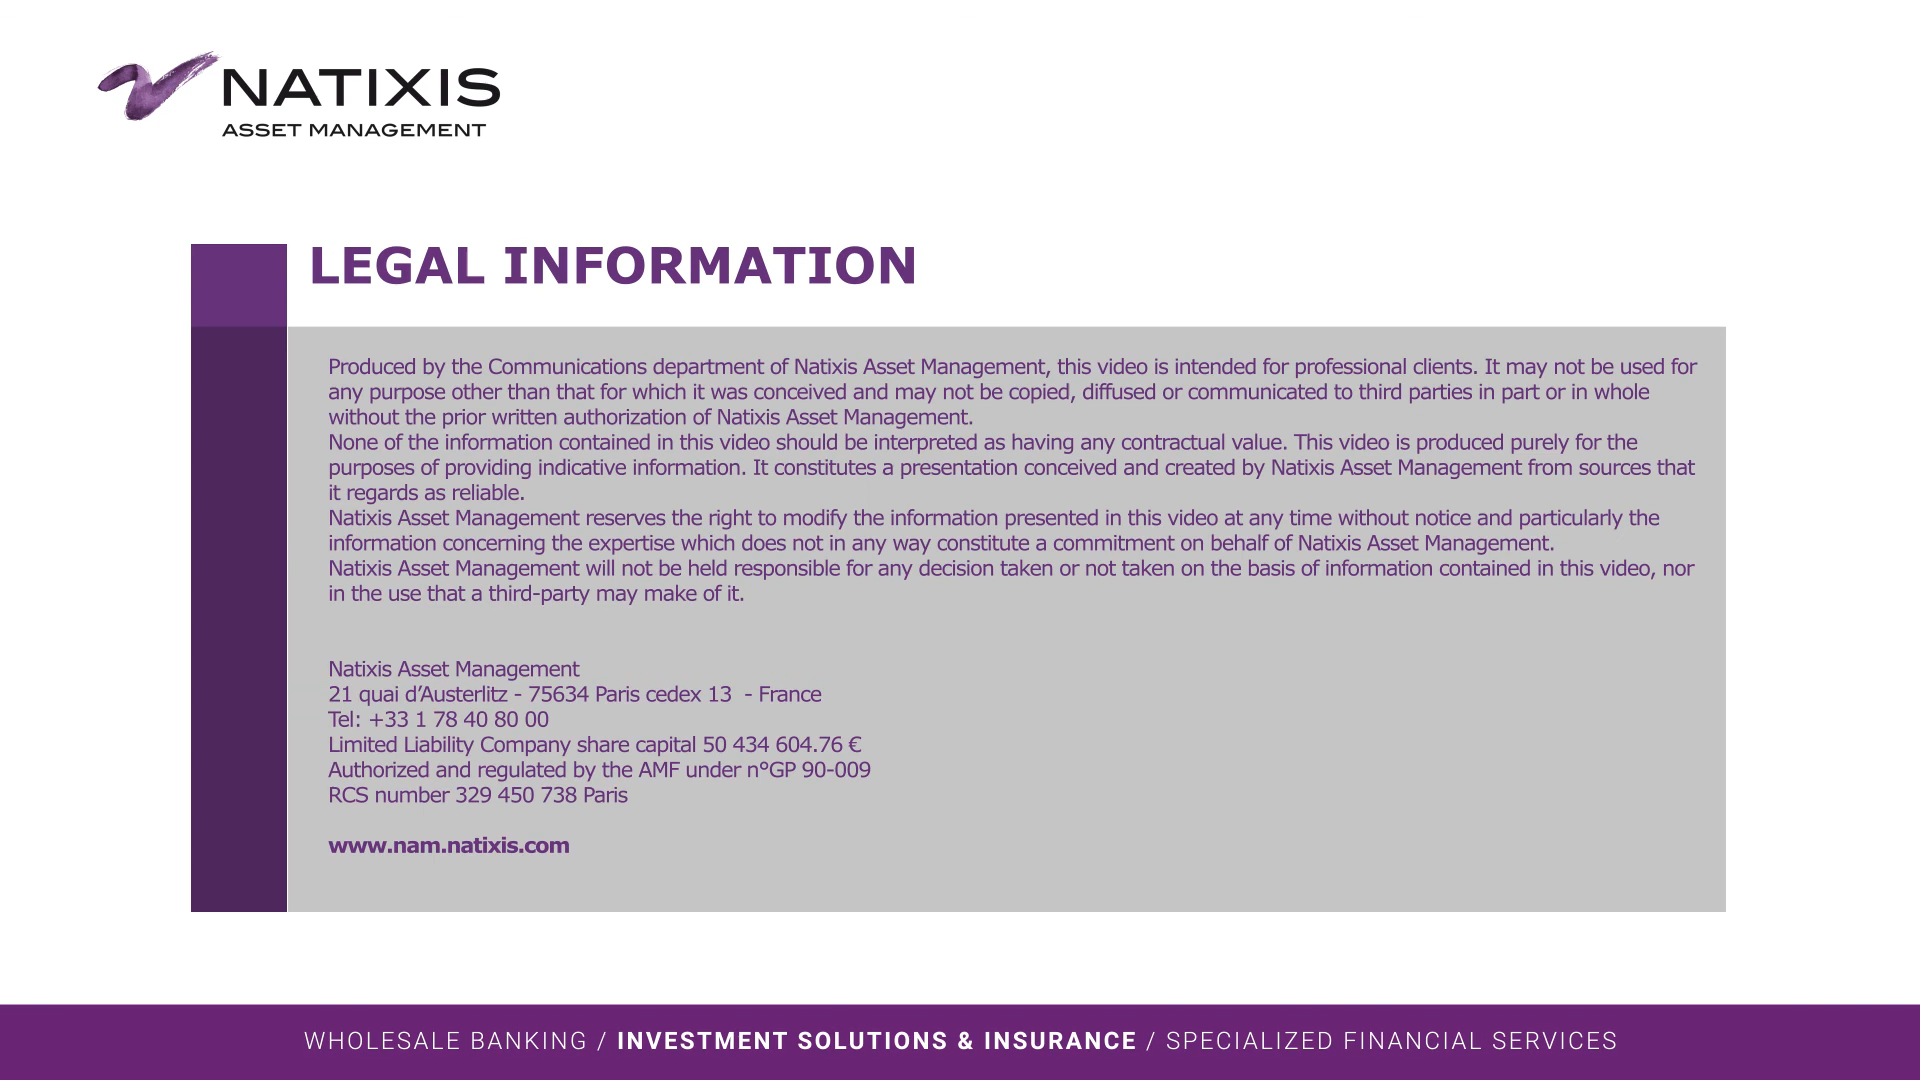 NATIXIS
ASSET MANAGEMENT
LEGAL INFORMATION
Produced by the Communications department of Natixis Asset Management, this video is intended for professional clients. It may not be used for
any purpose other than that for which it was conceived and may not be copied, diffused or communicated to third parties in part or in whole
without the prior written authorization of Natixis Asset Management.
None of the information contained in this video should be interpreted as having any contractual value. This video is produced purely for the
purposes of providing indicative information. It constitutes a presentation conceived and created by Natixis Asset Management from sources that
it regards as reliable.
Natixis Asset Management reserves the right to modify the information presented in this video at any time without notice and particularly the
information concerning the expertise which does not in any way constitute a commitment on behalf of Natixis Asset Management.
Natixis Asset Management will not be held responsible for any decision taken or not taken on the basis of information contained in this video, nor
in the use that a third-party may make of it.
Natixis Asset Management
21 quai d’Austerlitz - 75634 Paris cedex 13 - France
Tel: +33 1 78 40 80 00
Limited Liability Company share capital 50 434 604.76 €
Authorized and regulated by the AMF under n°GP 90-009
RCS number 329 450 738 Paris
www.nam.natixis.com
WHOLESALE BANKING / INVESTMENT SOLUTIONS & INSURANCE / SPECIALIZED FINANCIAL SERVICES